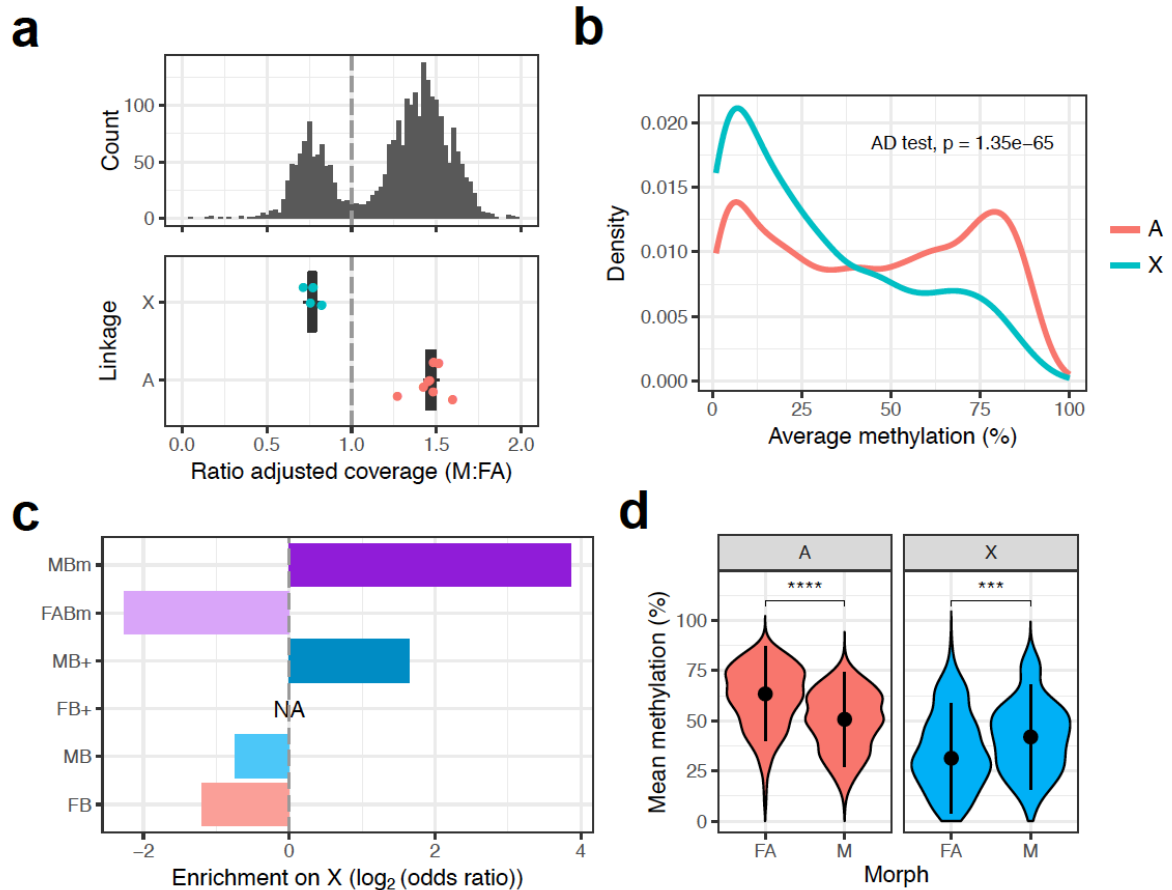 a
100
50
0
Count
X
A
Linkage
0.0 0.5 1.0 1.5 2.0
Ratio adjusted coverage (M:FA)
b
0.020
0.015
0.010
0.005
0.000
Density
AD test, p = 1.35e−65
0 25 50 75 100
Average methylation (%)
A
X
c
MBm
FABm
MB+
FB+
NA
MB
FB
−2 0 2 4
Enrichment on X (log₂ (odds ratio))
d
A X
**** ***
100
75
50
25
0
Mean methylation (%)
FA M FA M
Morph